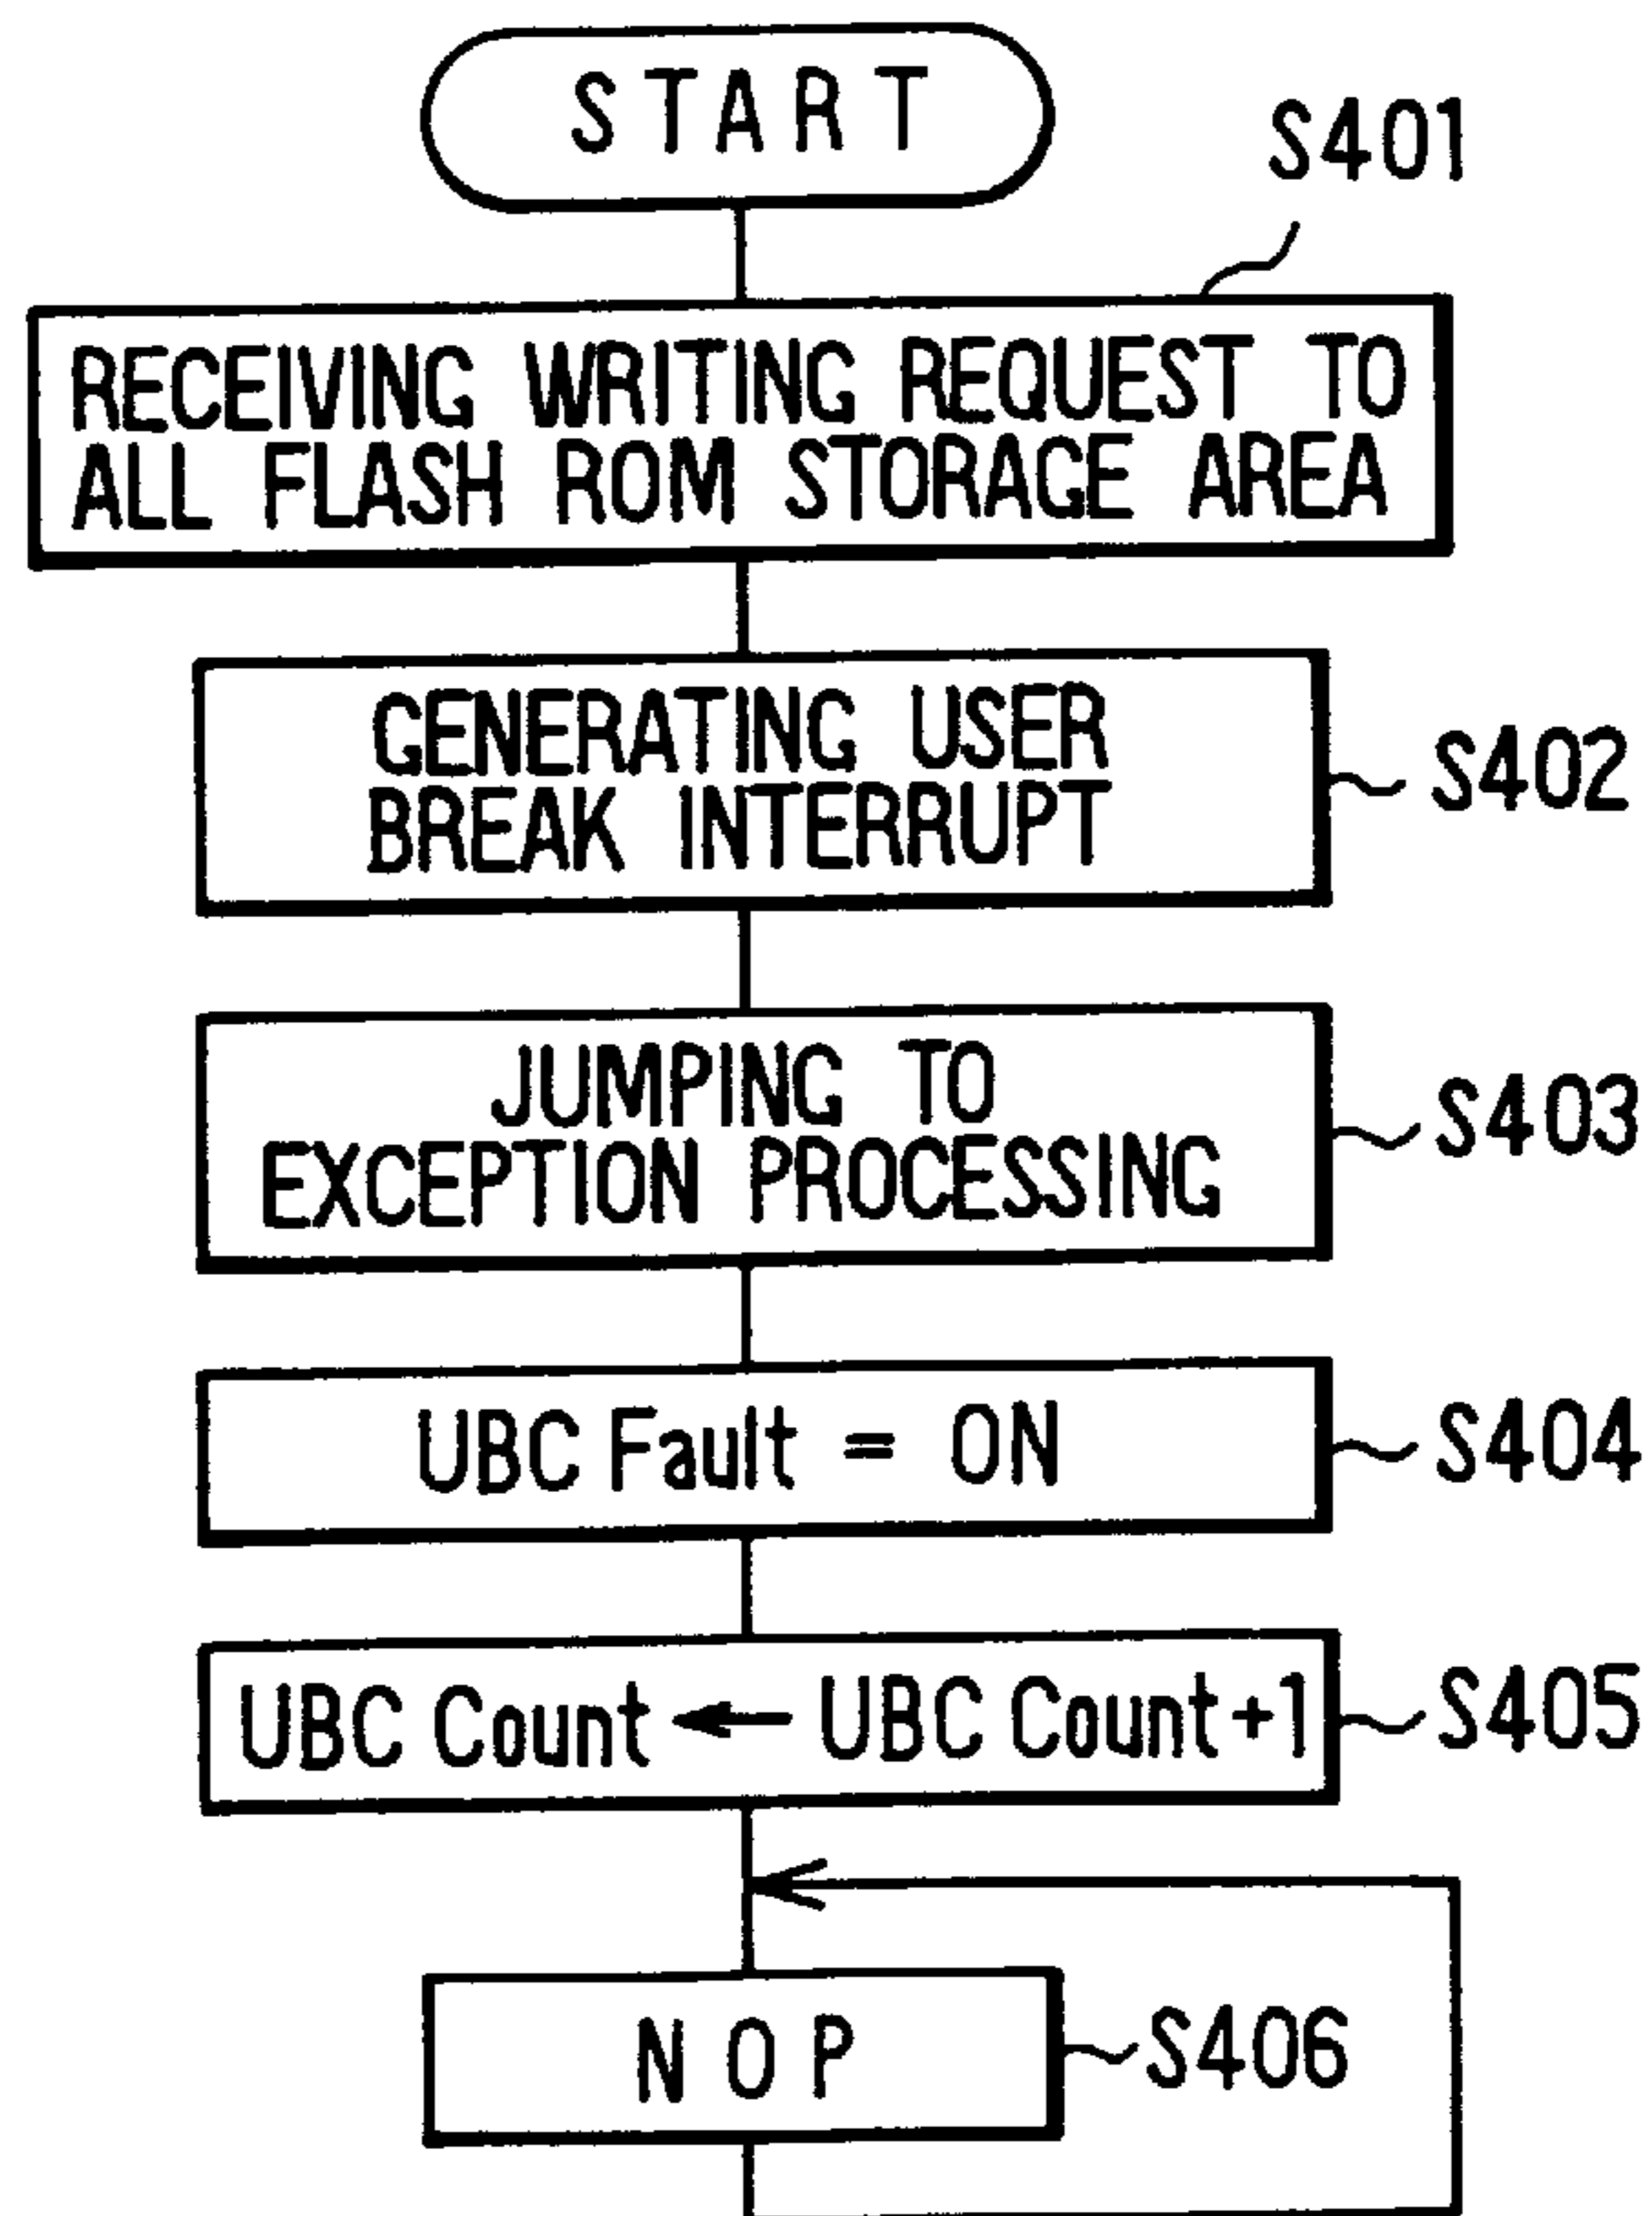 START
S401
RECEIVING WRITING REQUEST TO
ALL FLASH ROM STORAGE AREA
GENERATING USER
BREAK INTERRUPT
S402
JUMPING TO
EXCEPTION PROCESSING
S403
UBC Fault = ON
S404
UBC Count ← UBC Count+1
S405
NOP
S406